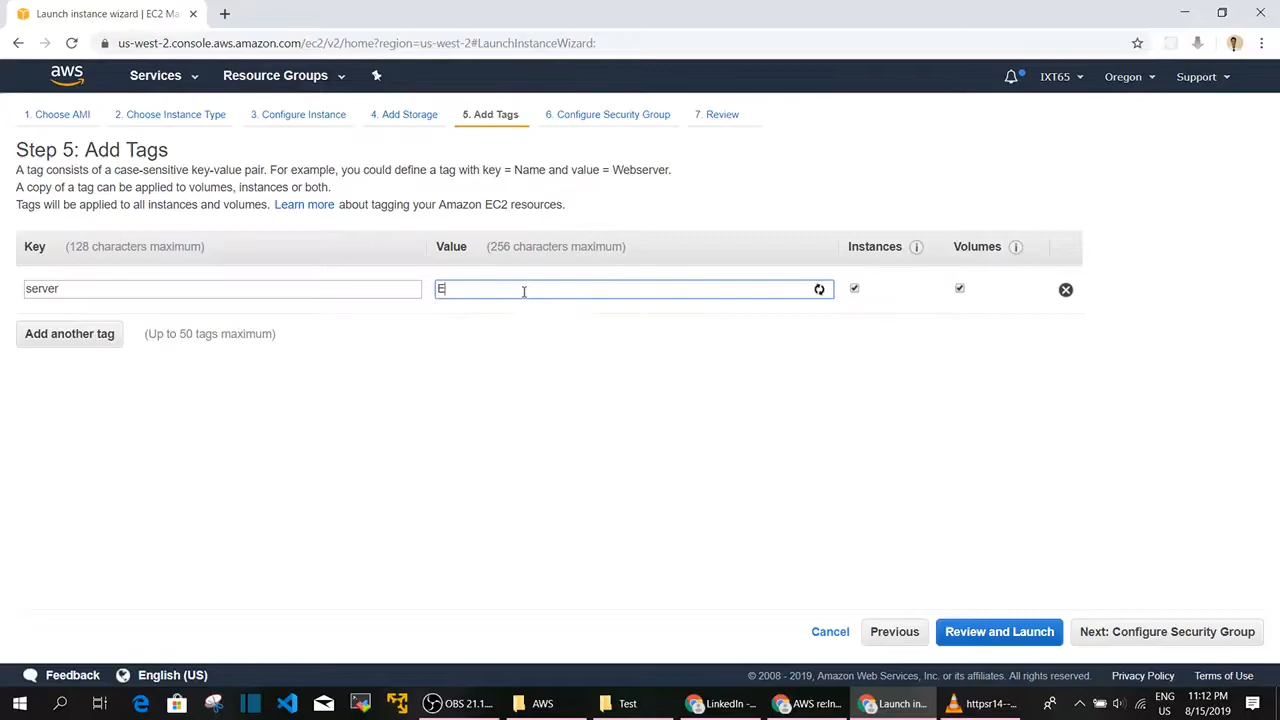 Launch instance wizard | EC2 Ma
us-west-2.console.aws.amazon.com/ec2/v2/home?region=us-west-2#LaunchInstanceWizard:
aws Services Resource Groups IXT65 Oregon Support
1. Choose AMI 2. Choose Instance Type 3. Configure Instance 4. Add Storage 5. Add Tags 6. Configure Security Group 7. Review
Step 5: Add Tags
A tag consists of a case-sensitive key-value pair. For example, you could define a tag with key = Name and value = Webserver.
A copy of a tag can be applied to volumes, instances or both.
Tags will be applied to all instances and volumes. Learn more about tagging your Amazon EC2 resources.
Key (128 characters maximum) Value (256 characters maximum) Instances Volumes
server E
Add another tag (Up to 50 tags maximum)
Cancel Previous Review and Launch Next: Configure Security Group
Feedback English (US) © 2008 - 2019, Amazon Web Services, Inc. or its affiliates. All rights reserved. Privacy Policy Terms of Use
OBS 21.1.... AWS Test LinkedIn -... AWS re:In... Launch in... httpsr14--... ENG US 11:12 PM 8/15/2019